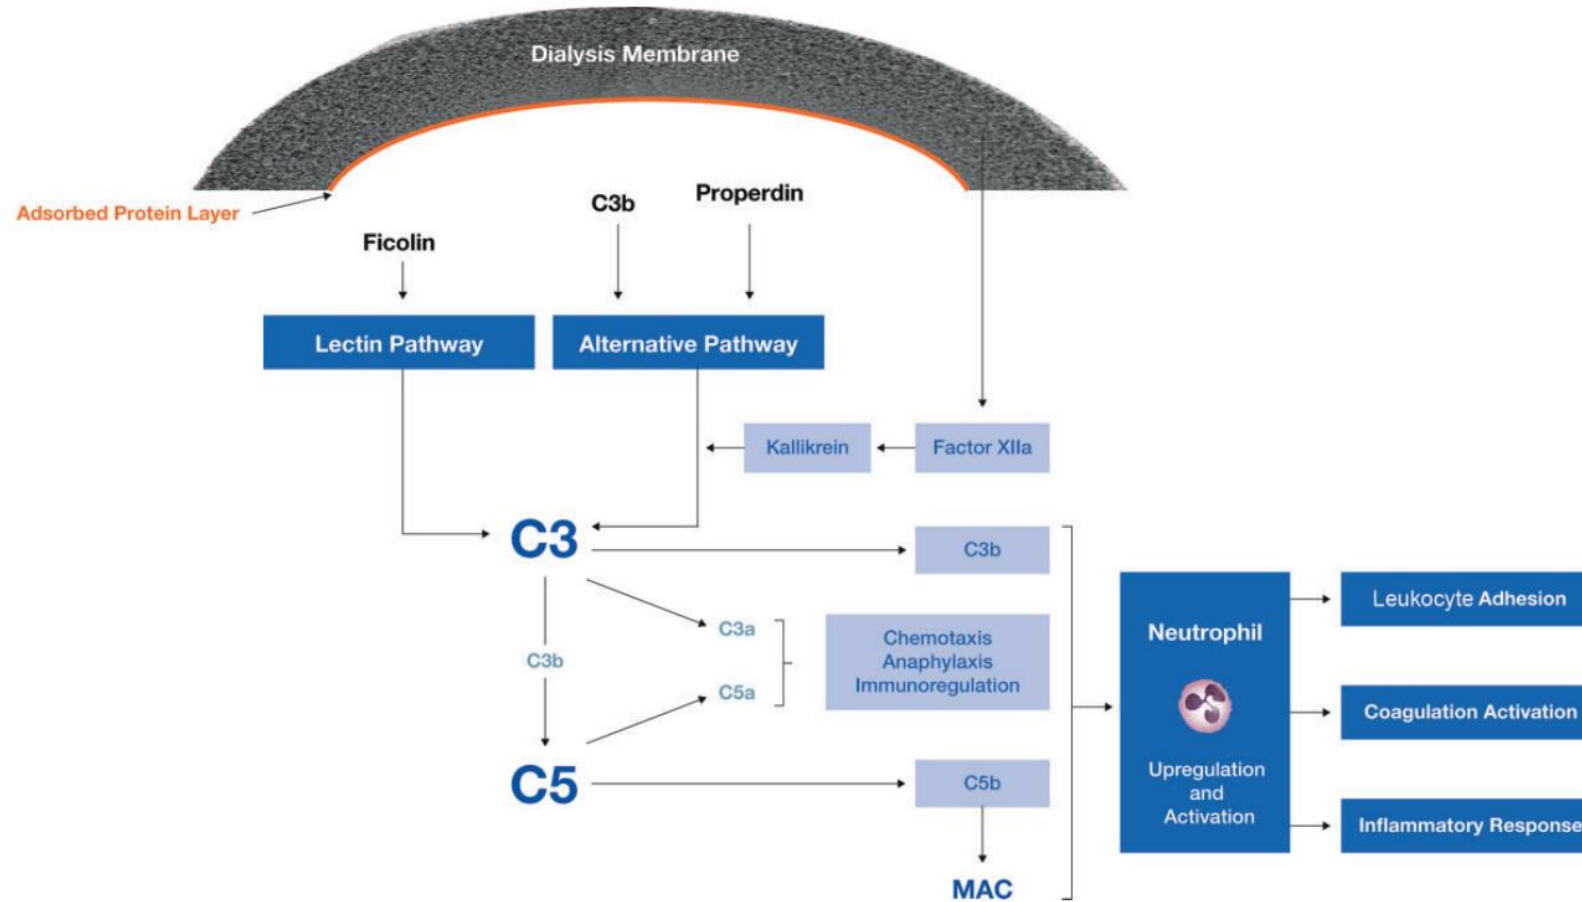 Dialysis Membrane
Adsorbed Protein Layer
Ficolin
C3b
Properdin
Lectin Pathway
Alternative Pathway
Kallikrein
Factor XIIa
C3
C3b
C3a
C3b
C5a
Chemotaxis
Anaphylaxis
Immunoregulation
C5
C5b
MAC
Neutrophil
Upregulation
and
Activation
Leukocyte Adhesion
Coagulation Activation
Inflammatory Response